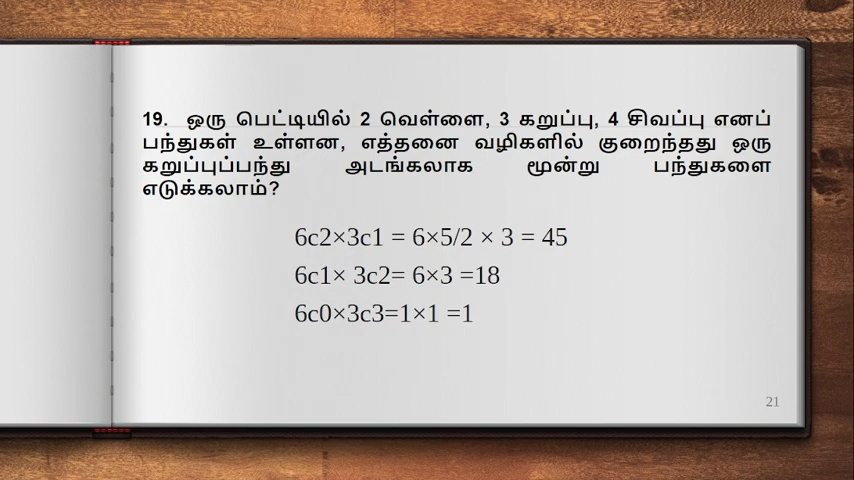 19. ஒரு பெட்டியில் 2 வெள்ளை, 3 கறுப்பு, 4 சிவப்பு எனப்
பந்துகள் உள்ளன, எத்தனை வழிகளில் குறைந்தது ஒரு
கறுப்புப்பந்து அடங்கலாக மூன்று பந்துகளை
எடுக்கலாம்?
6c2×3c1 = 6×5/2 × 3 = 45
6c1× 3c2= 6×3 =18
6c0×3c3=1×1 =1
21